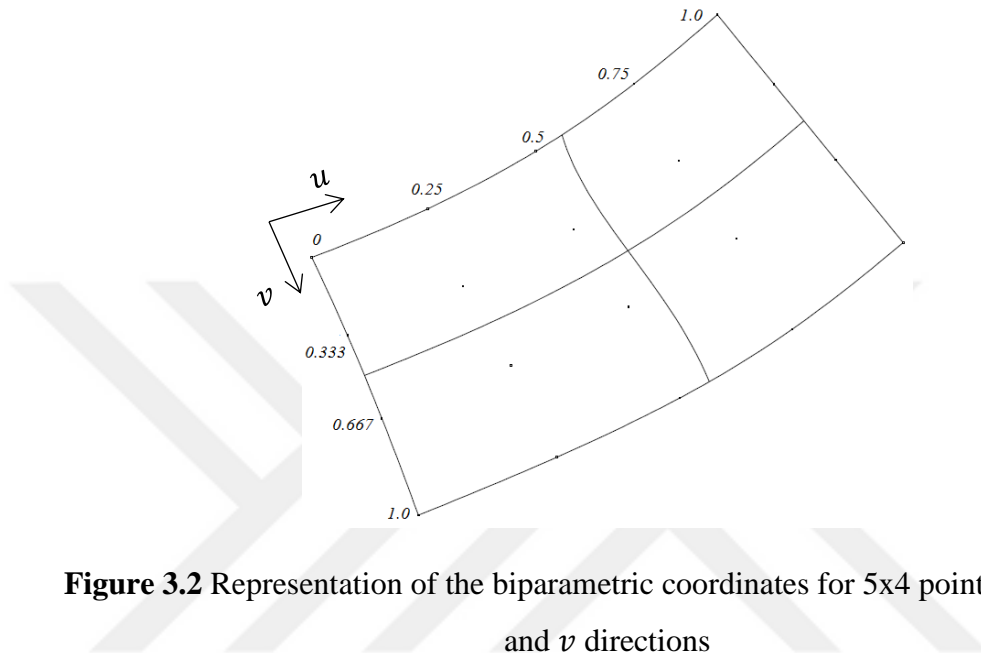 1.0
0.75
0.5
u
0.25
0
v
0.333
0.667
1.0
Figure 3.2 Representation of the biparametric coordinates for 5x4 point
and v directions